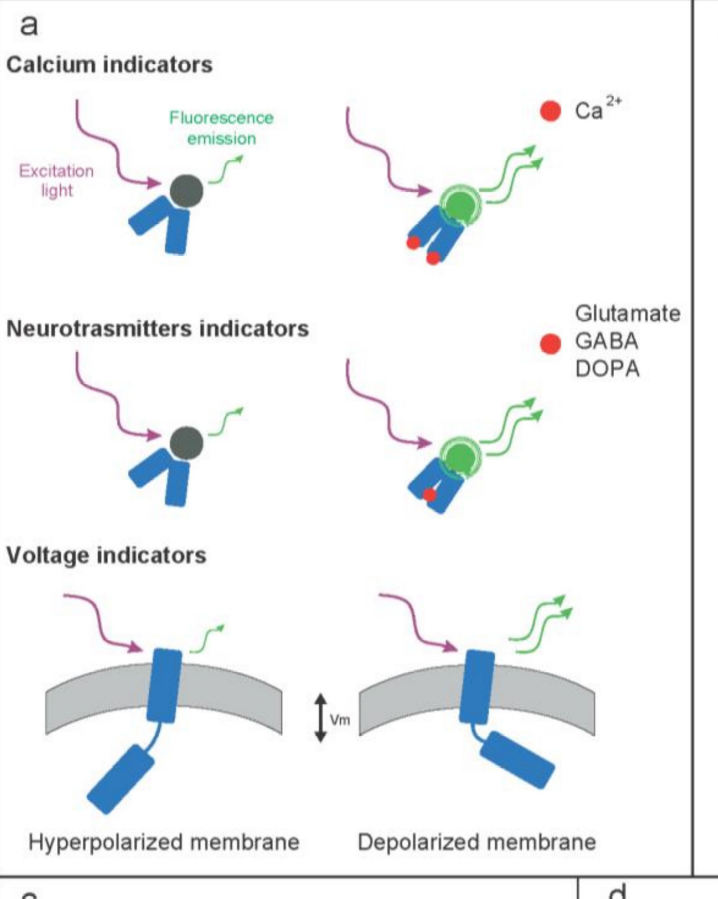 a
Calcium indicators
Fluorescence
emission
Excitation
light
Ca2+
Neurotrasmitters indicators
Glutamate
GABA
DOPA
Voltage indicators
Vm
Hyperpolarized membrane
Depolarized membrane
d